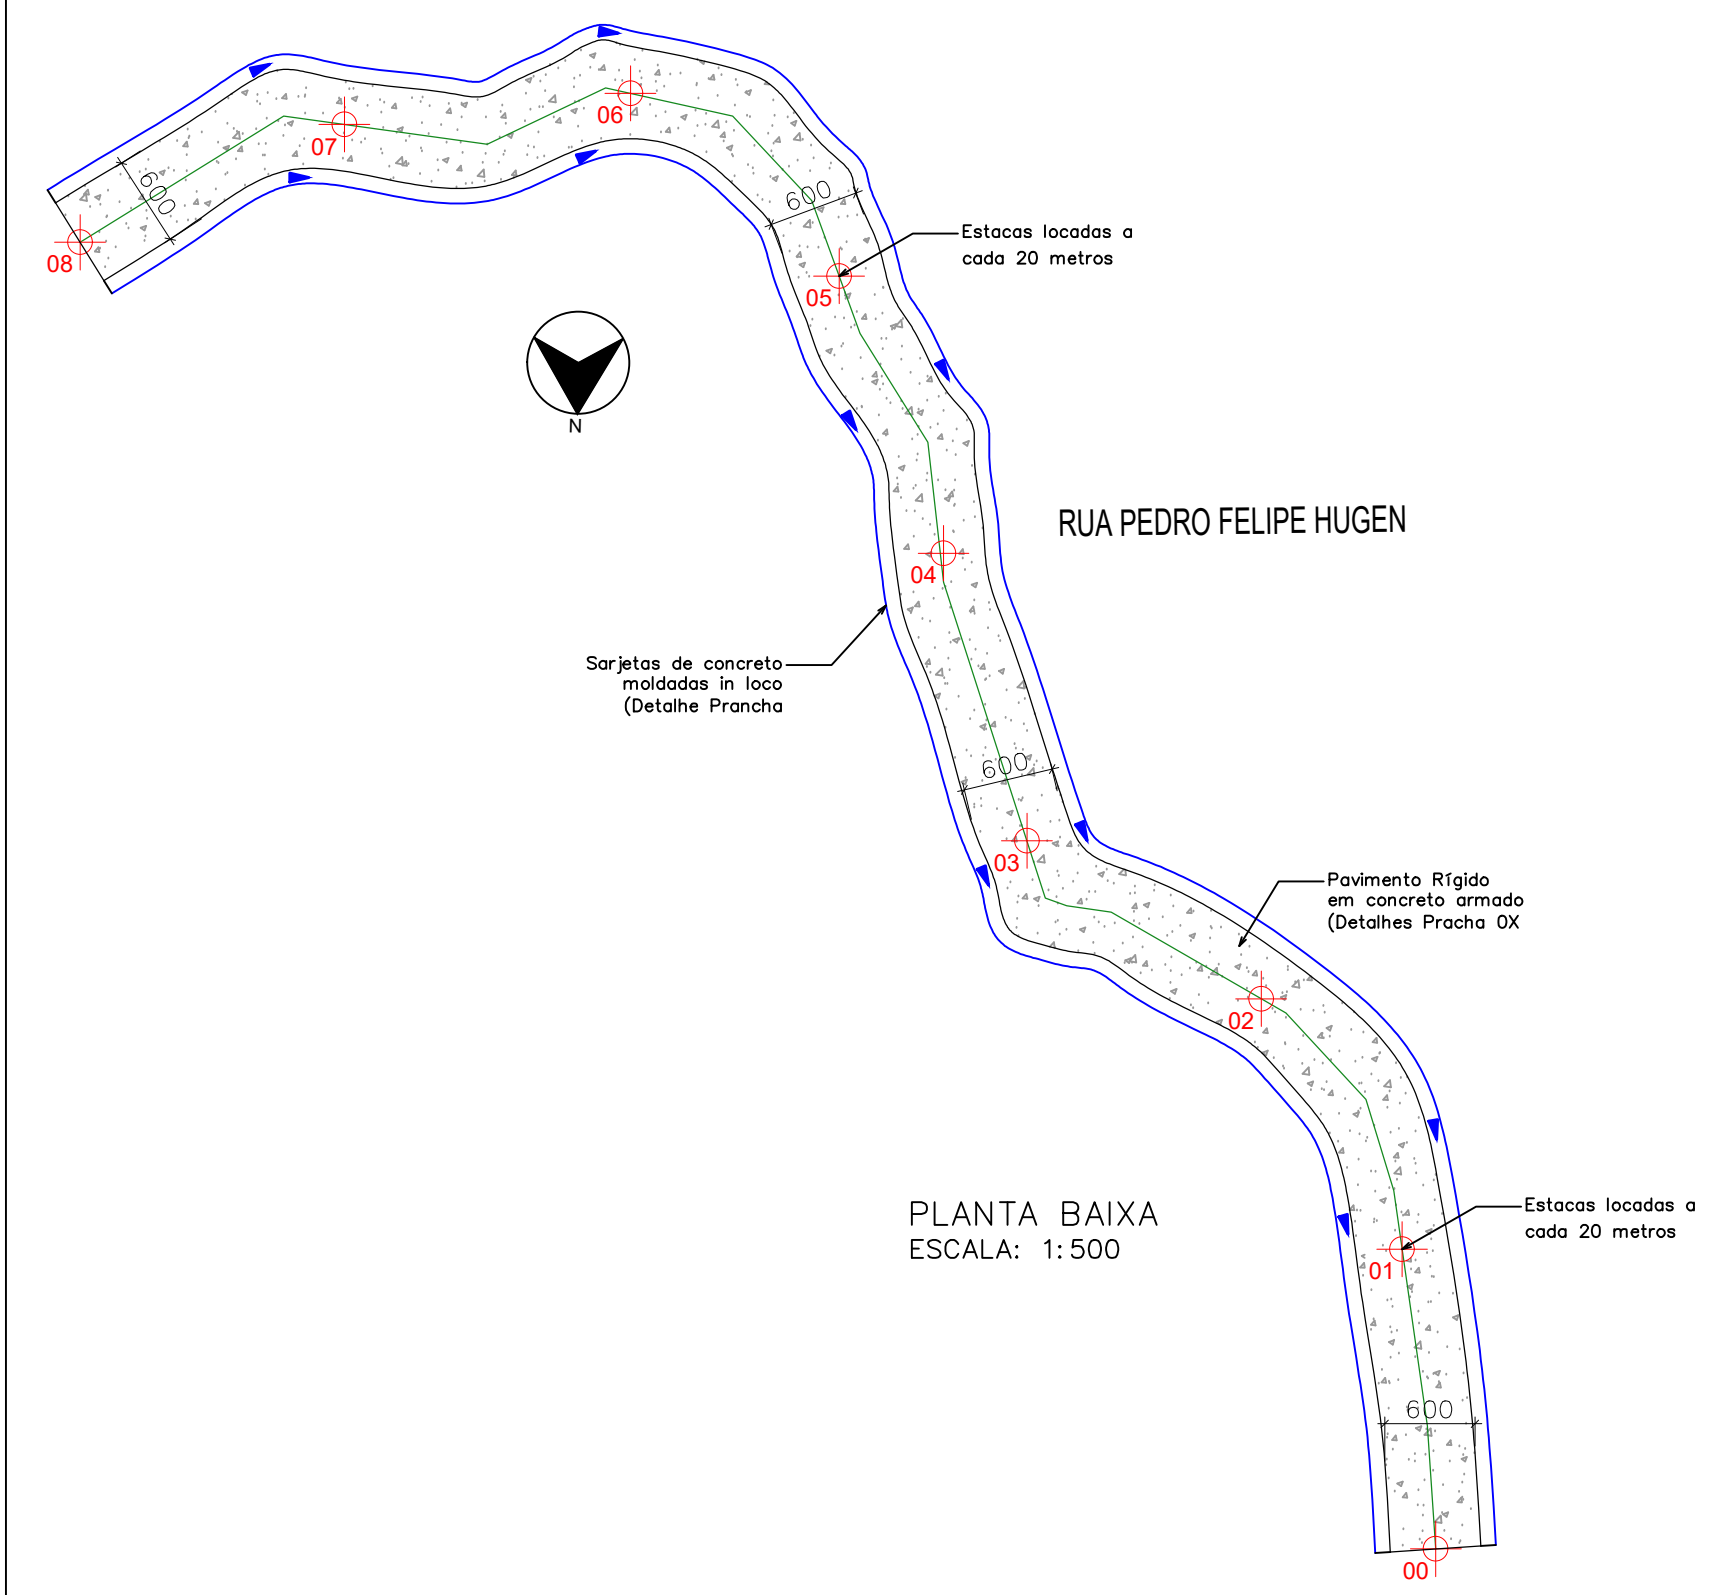 06
07
600
600
08
Estacas locadas a
cada 20 metros
05
N
RUA PEDRO FELIPE HUGEN
04
Sarjetas de concreto
moldadas in loco
(Detalhe Prancha
600
03
Pavimento Rígido
em concreto armado
(Detalhes Pracha 0X
02
PLANTA BAIXA
ESCALA: 1:500
Estacas locadas a
cada 20 metros
01
600
00